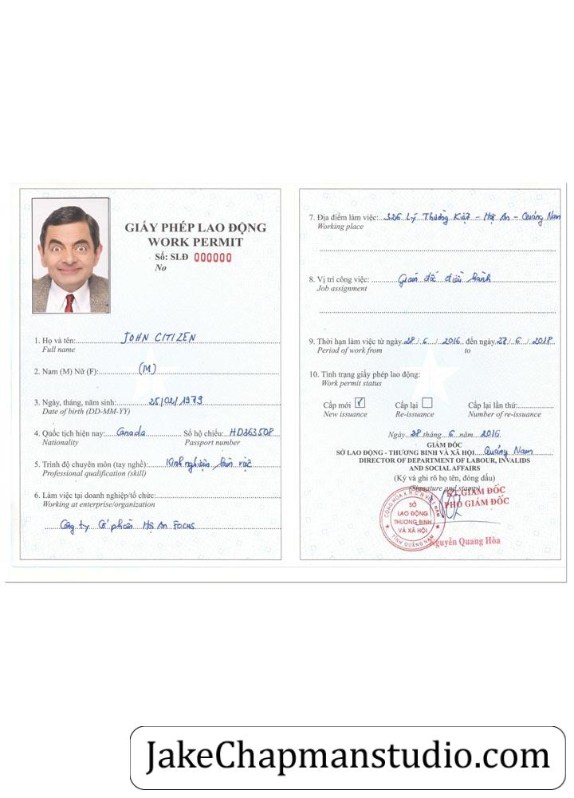 GIẤY PHÉP LAO ĐỘNG
WORK PERMIT
Số: SLĐ 000000
No
1. Họ và tên: JOHN CITIZEN
Full name
2. Nam (M) Nữ (F): (M)
3. Ngày, tháng, năm sinh: 25/02/1979
Date of birth (DD-MM-YY)
4. Quốc tịch hiện nay: Canada Số hộ chiếu: HD363508
Nationality Passport number
5. Trình độ chuyên môn (tay nghề): Kinh nghiệm làm việc
Professional qualification (skill)
6. Làm việc tại doanh nghiệp/tổ chức:
Working at enterprise/organization:
Công ty Cổ phần Hội An FOCUS
7. Địa điểm làm việc: 326 Lý Thường Kiệt - Hội An - Quảng Nam
Working place
8. Vị trí công việc: Giám đốc điều hành
Job assignment
9. Thời hạn làm việc từ ngày 28/6/2016 đến ngày 27/6/2018
Period of work from to
10. Tình trạng giấy phép lao động:
Work permit status
Cấp mới Cấp lại Cấp lại lần thứ:
New issuance Re-issuance Number of re-issuance
Ngày 28 tháng 6 năm 2016
GIÁM ĐỐC
SỞ LAO ĐỘNG - THƯƠNG BINH VÀ XÃ HỘI Quảng Nam
DIRECTOR OF DEPARTMENT OF LABOUR, INVALIDS
AND SOCIAL AFFAIRS
(Ký và ghi rõ họ tên, đóng dấu)
(Signature and stamp)
KT.GIÁM ĐỐC
PHÓ GIÁM ĐỐC
SỞ
LAO ĐỘNG
THƯƠNG BINH
VÀ XÃ HỘI
TỈNH QUẢNG NAM
Nguyễn Quang Hòa
JakeChapmanstudio.com